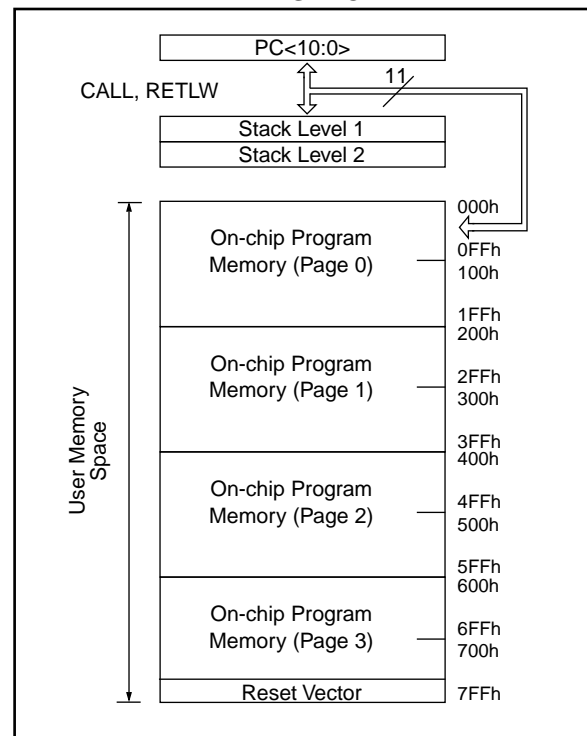 PC<10:0>
CALL, RETLW
11
Stack Level 1
Stack Level 2
User Memory
Space
000h
On-chip Program
Memory (Page 0)
0FFh
100h
1FFh
200h
On-chip Program
Memory (Page 1)
2FFh
300h
3FFh
400h
On-chip Program
Memory (Page 2)
4FFh
500h
5FFh
600h
On-chip Program
Memory (Page 3)
6FFh
700h
Reset Vector
7FFh